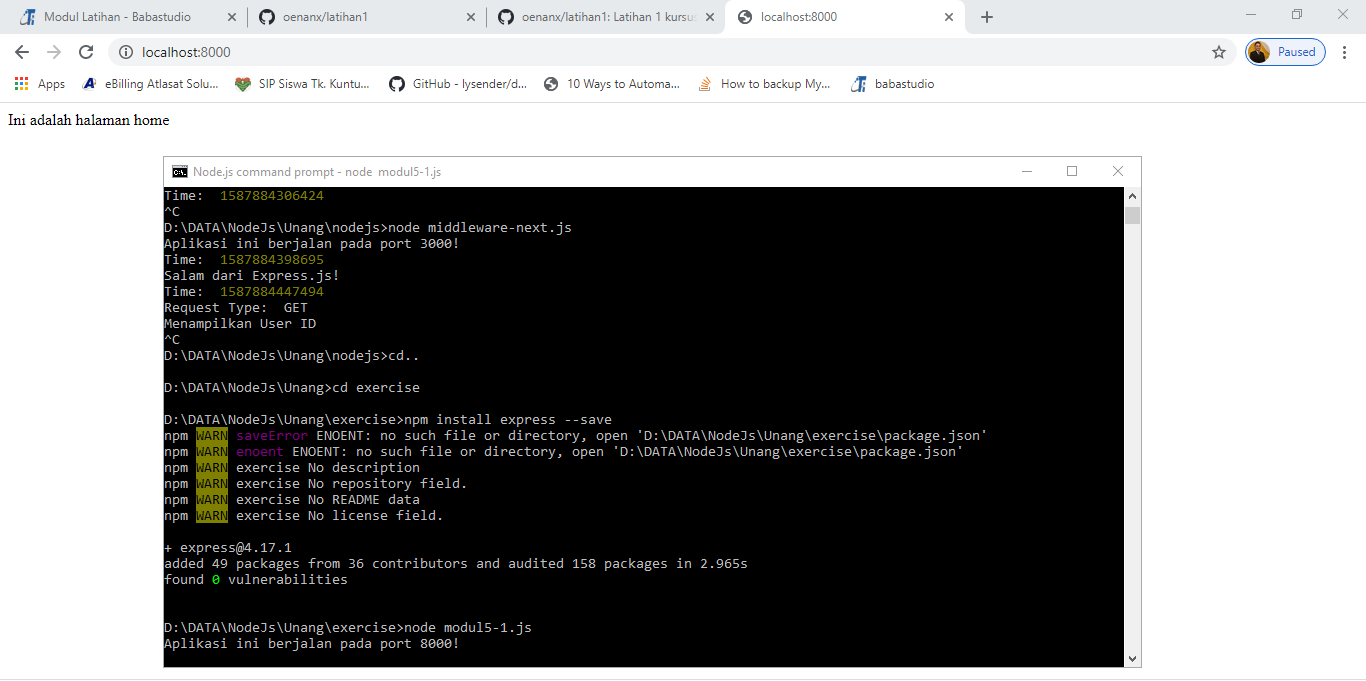 Modul Latihan - Babastudio
oenanx/latihan1
oenanx/latihan1: Latihan 1 kursus
localhost:8000
localhost:8000
Paused
Apps
eBilling Atlasat Solu...
SIP Siswa Tk. Kuntu...
GitHub - lysender/d...
10 Ways to Automa...
How to backup My...
babastudio
Ini adalah halaman home
Node.js command prompt - node  modul5-1.js
Time:  1587884306424
^C
D:\DATA\NodeJs\Unang\nodejs>node middleware-next.js
Aplikasi ini berjalan pada port 3000!
Time:  1587884398695
Salam dari Express.js!
Time:  1587884447494
Request Type:  GET
Menampilkan User ID
^C
D:\DATA\NodeJs\Unang\nodejs>cd..
D:\DATA\NodeJs\Unang>cd exercise
D:\DATA\NodeJs\Unang\exercise>npm install express --save
npm WARN saveError ENOENT: no such file or directory, open 'D:\DATA\NodeJs\Unang\exercise\package.json'
npm WARN enoent ENOENT: no such file or directory, open 'D:\DATA\NodeJs\Unang\exercise\package.json'
npm WARN exercise No description
npm WARN exercise No repository field.
npm WARN exercise No README data
npm WARN exercise No license field.
+ express@4.17.1
added 49 packages from 36 contributors and audited 158 packages in 2.965s
found 0 vulnerabilities
D:\DATA\NodeJs\Unang\exercise>node modul5-1.js
Aplikasi ini berjalan pada port 8000!